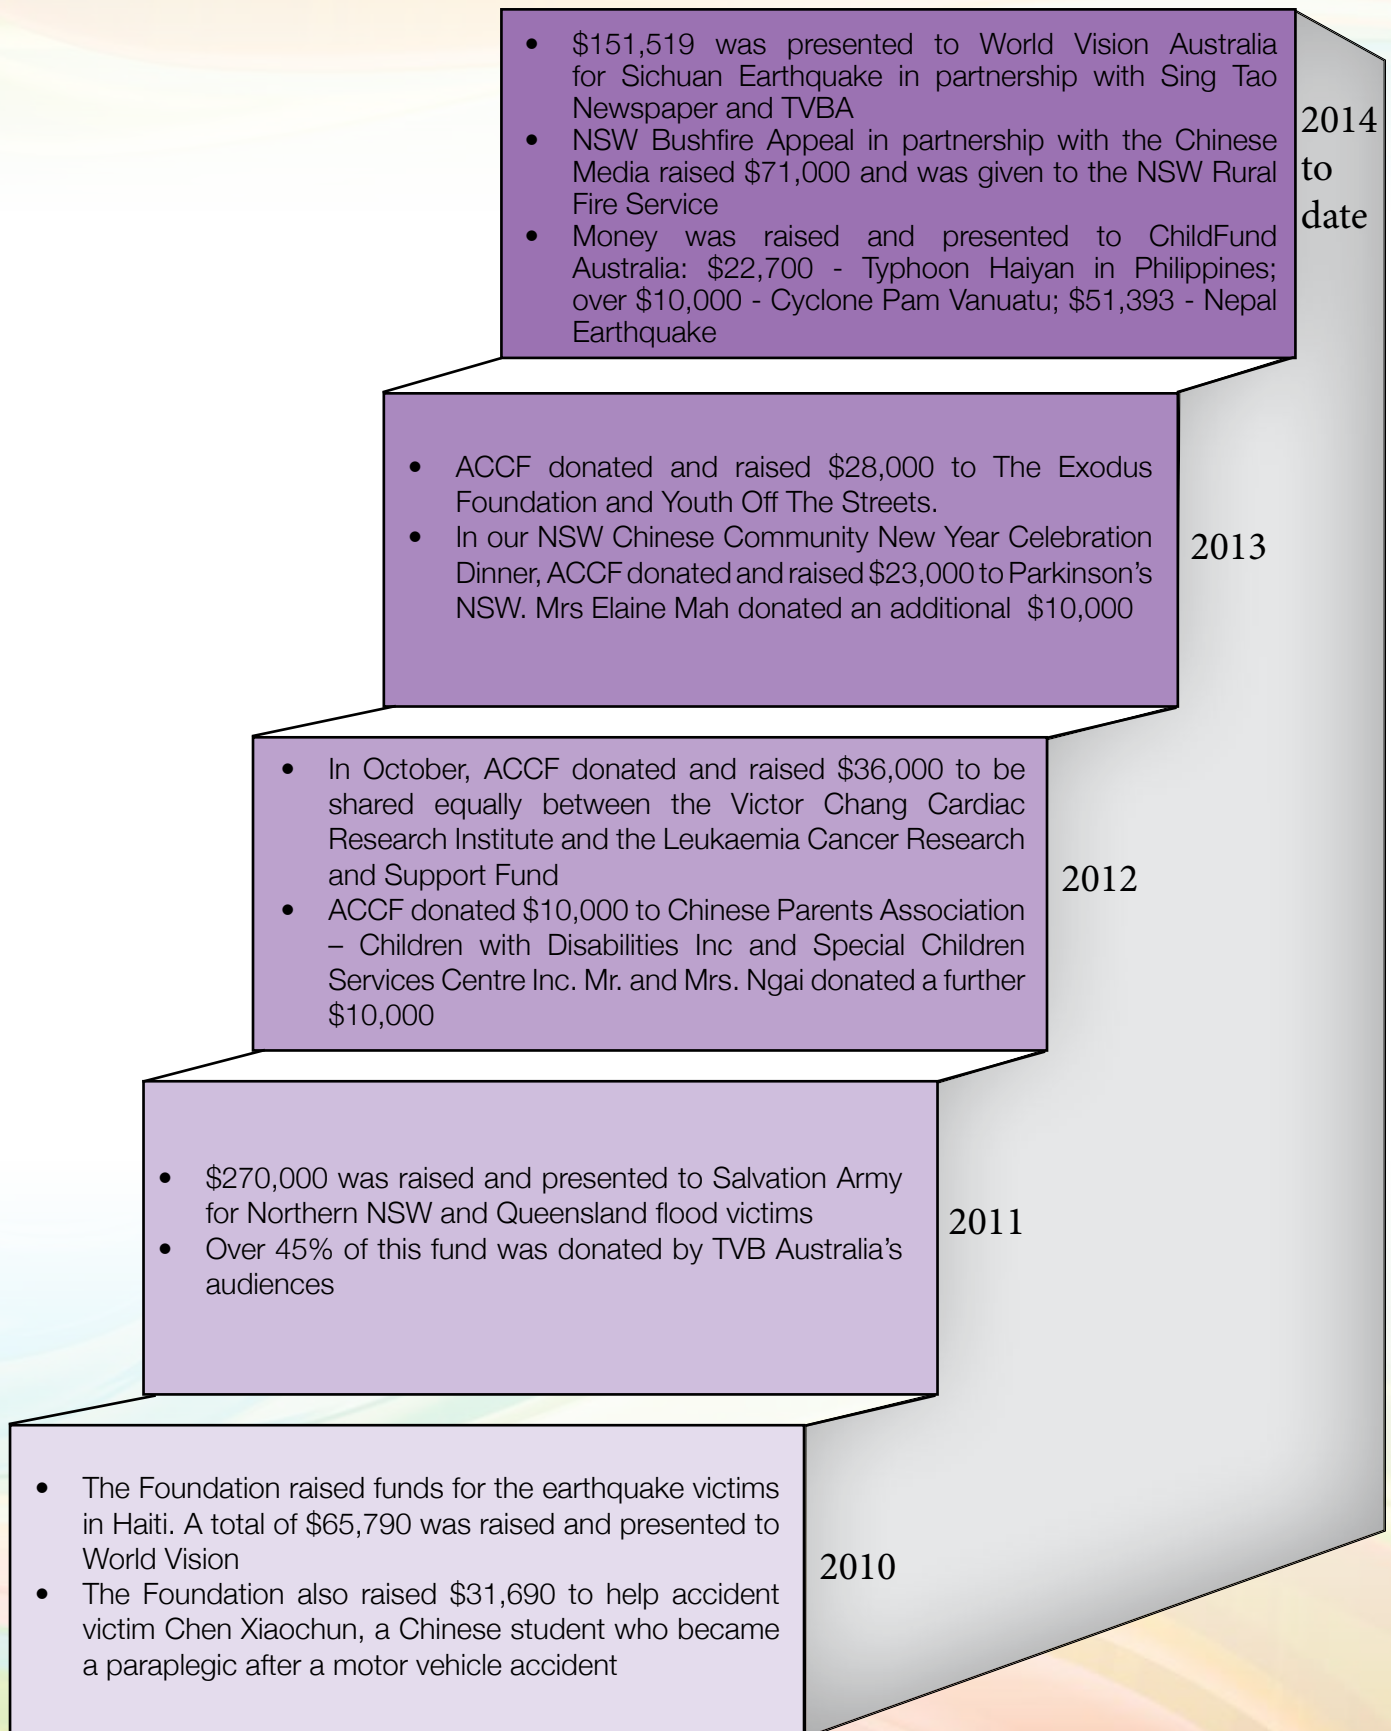 • $151,519 was presented to World Vision Australia
for Sichuan Earthquake in partnership with Sing Tao
Newspaper and TVBA
• NSW Bushfire Appeal in partnership with the Chinese
Media raised $71,000 and was given to the NSW Rural
Fire Service
• Money was raised and presented to ChildFund
Australia: $22,700 - Typhoon Haiyan in Philippines;
over $10,000 - Cyclone Pam Vanuatu; $51,393 - Nepal
Earthquake
2014
to
date
• ACCF donated and raised $28,000 to The Exodus
Foundation and Youth Off The Streets.
• In our NSW Chinese Community New Year Celebration
Dinner, ACCF donated and raised $23,000 to Parkinson's
NSW. Mrs Elaine Mah donated an additional $10,000
2013
• In October, ACCF donated and raised $36,000 to be
shared equally between the Victor Chang Cardiac
Research Institute and the Leukaemia Cancer Research
and Support Fund
• ACCF donated $10,000 to Chinese Parents Association
– Children with Disabilities Inc and Special Children
Services Centre Inc. Mr. and Mrs. Ngai donated a further
$10,000
2012
• $270,000 was raised and presented to Salvation Army
for Northern NSW and Queensland flood victims
• Over 45% of this fund was donated by TVB Australia's
audiences
2011
• The Foundation raised funds for the earthquake victims
in Haiti. A total of $65,790 was raised and presented to
World Vision
• The Foundation also raised $31,690 to help accident
victim Chen Xiaochun, a Chinese student who became
a paraplegic after a motor vehicle accident
2010